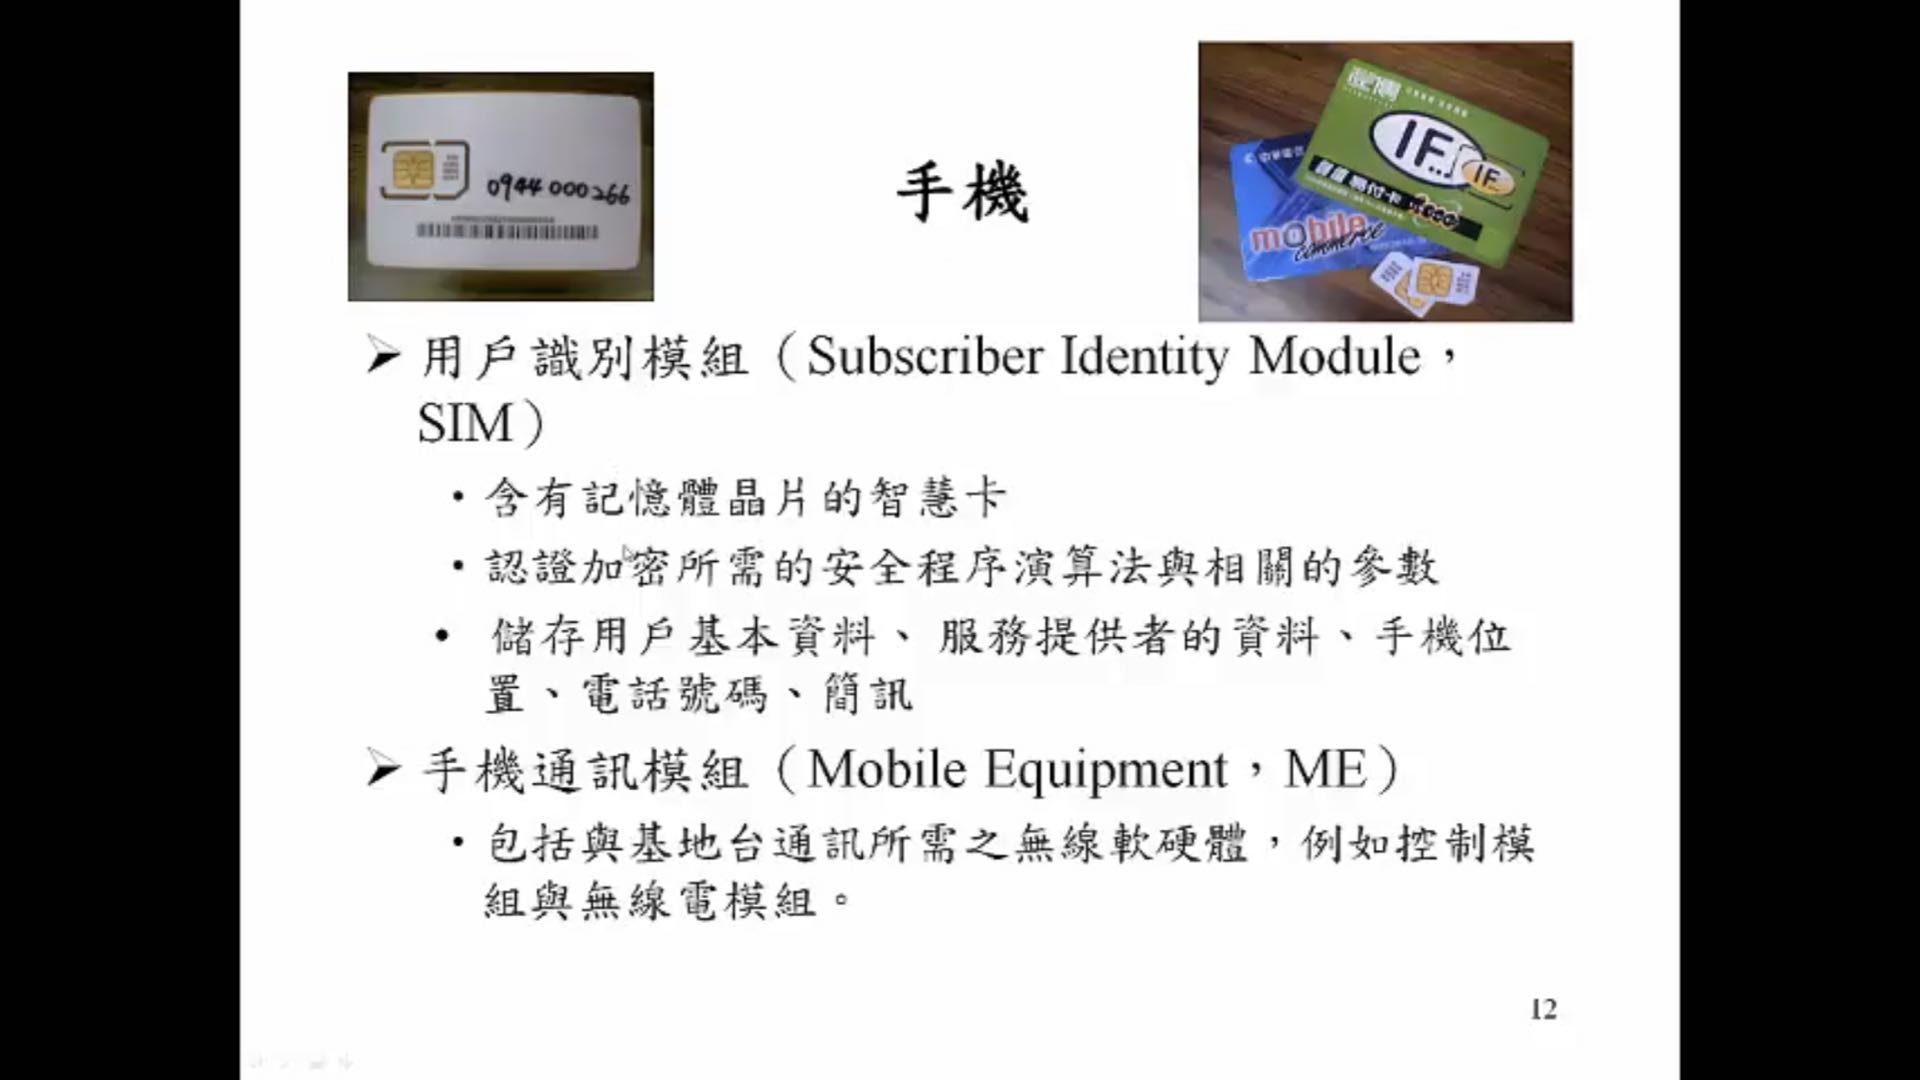 0944 000266
手機
IF
IF
mobile
commerce
➢ 用戶識別模組（Subscriber Identity Module，
SIM）
• 含有記憶體晶片的智慧卡
• 認證加密所需的安全程序演算法與相關的參數
• 儲存用戶基本資料、服務提供者的資料、手機位
置、電話號碼、簡訊
➢ 手機通訊模組（Mobile Equipment，ME）
• 包括與基地台通訊所需之無線軟硬體，例如控制模
組與無線電模組。
12